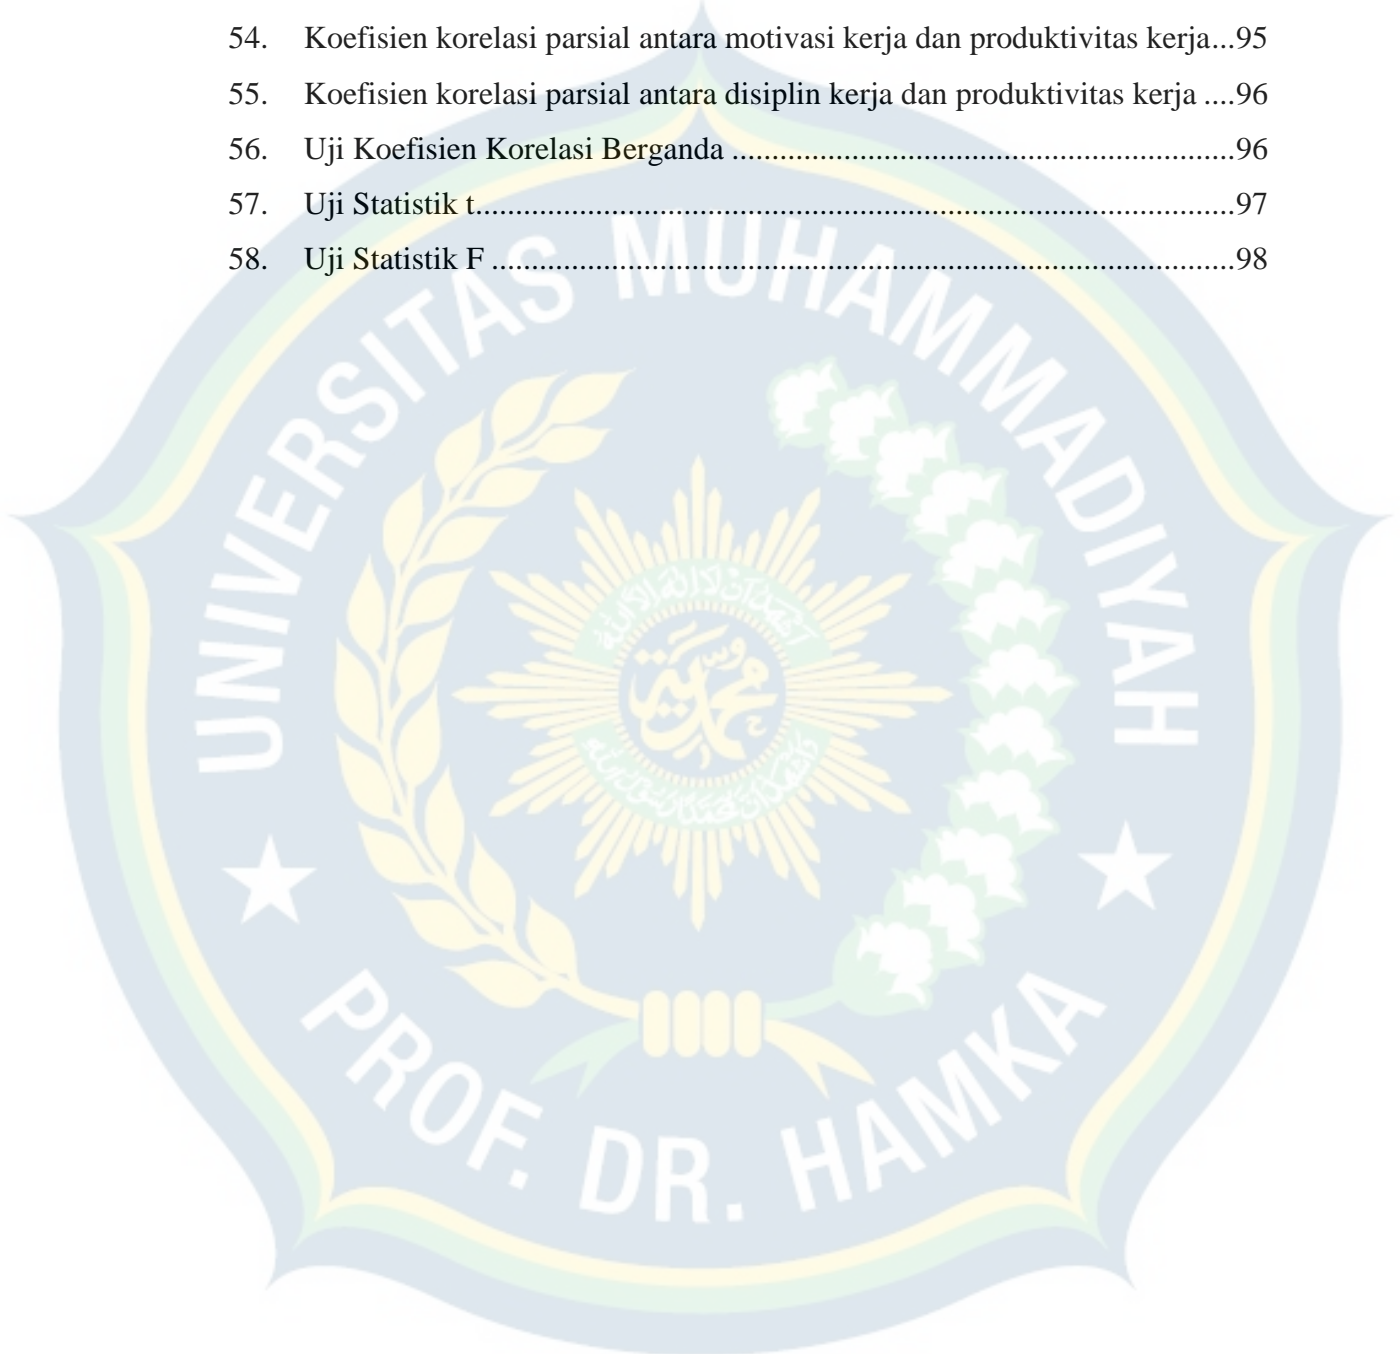 54. Koefisien korelasi parsial antara motivasi kerja dan produktivitas kerja...95
55. Koefisien korelasi parsial antara disiplin kerja dan produktivitas kerja ....96
56. Uji Koefisien Korelasi Berganda ..............................................................96
57. Uji Statistik t..............................................................................................97
58. Uji Statistik F ............................................................................................98
UNIVERSITAS MUHAMMADIYAH
محمدية
PROF. DR. HAMKA